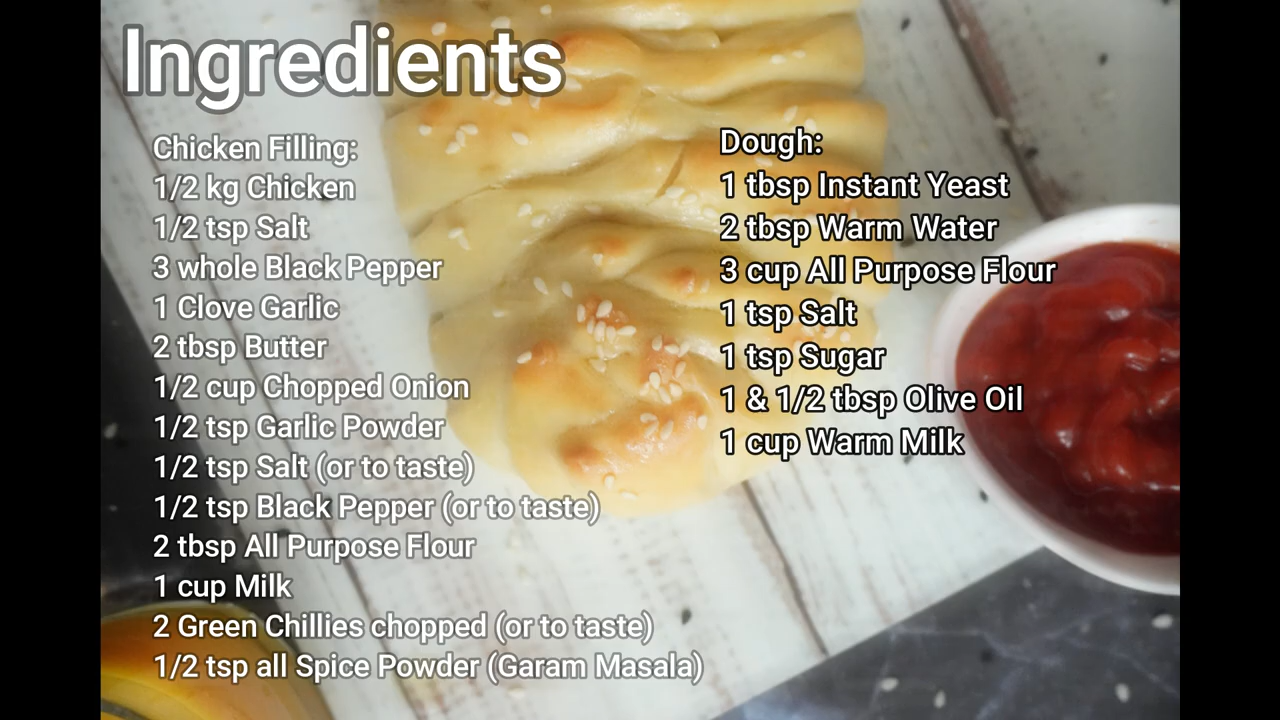 Ingredients
Chicken Filling:
1/2 kg Chicken
1/2 tsp Salt
3 whole Black Pepper
1 Clove Garlic
2 tbsp Butter
1/2 cup Chopped Onion
1/2 tsp Garlic Powder
1/2 tsp Salt (or to taste)
1/2 tsp Black Pepper (or to taste)
2 tbsp All Purpose Flour
1 cup Milk
2 Green Chillies chopped (or to taste)
1/2 tsp all Spice Powder (Garam Masala)
Dough:
1 tbsp Instant Yeast
2 tbsp Warm Water
3 cup All Purpose Flour
1 tsp Salt
1 tsp Sugar
1 & 1/2 tbsp Olive Oil
1 cup Warm Milk